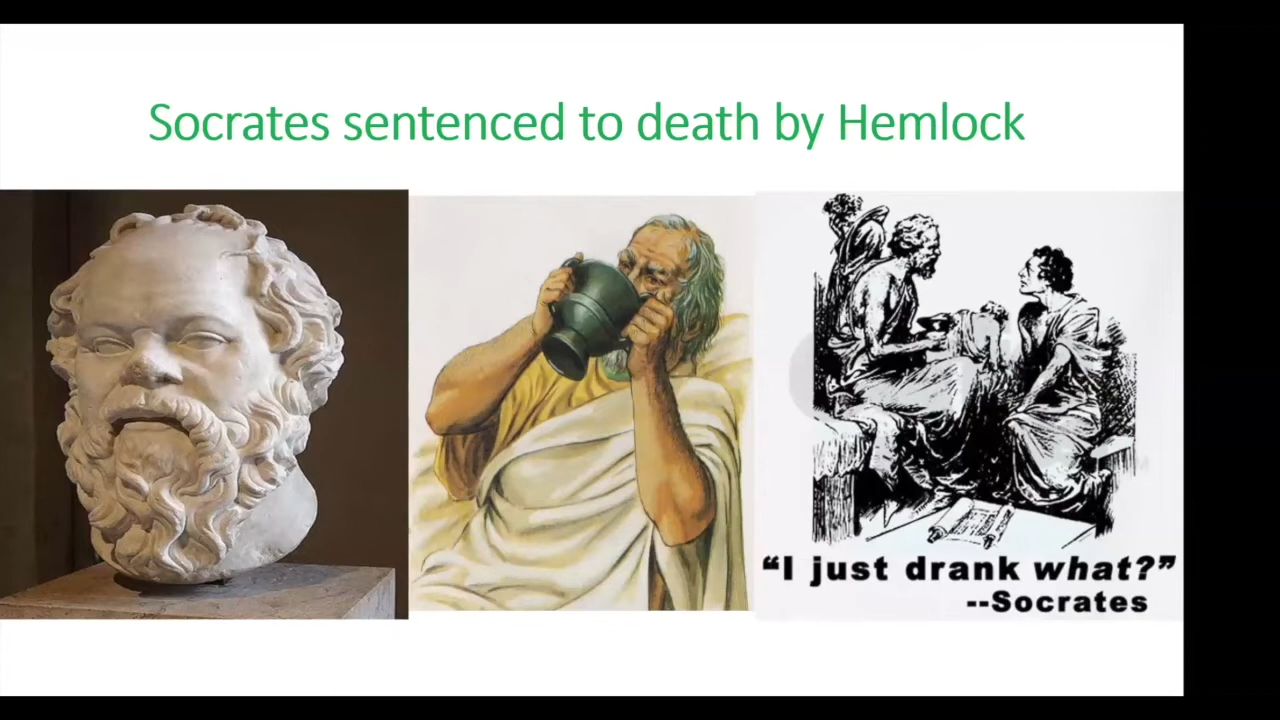 Socrates sentenced to death by Hemlock
“I just drank what?”
--Socrates